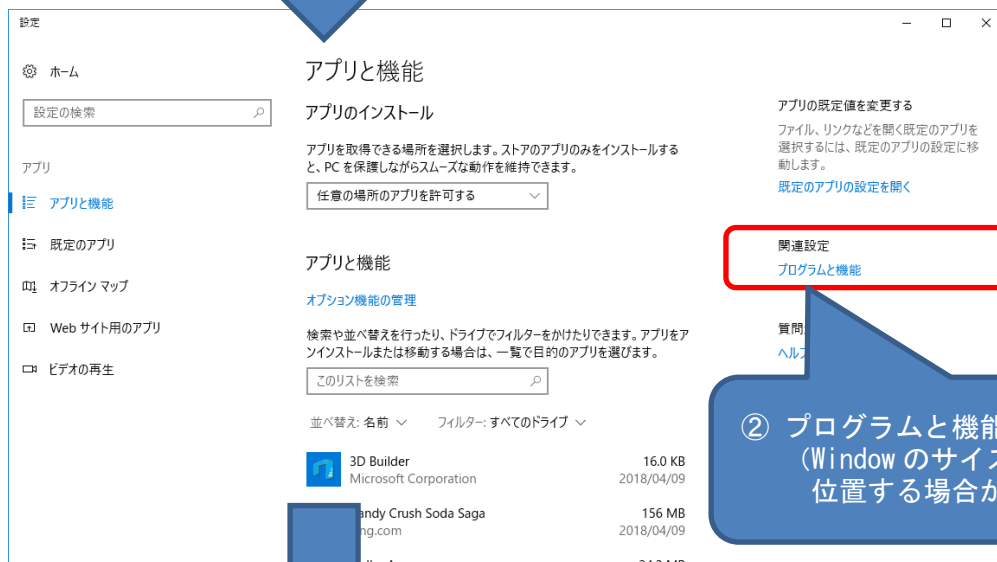 設定
ホーム
設定の検索
アプリ
アプリと機能
既定のアプリ
オフライン マップ
Web サイト用のアプリ
ビデオの再生
アプリと機能
アプリのインストール
アプリを取得できる場所を選択します。ストアのアプリのみをインストールする
と、PC を保護しながらスムーズな動作を維持できます。
任意の場所のアプリを許可する
アプリと機能
オプション機能の管理
検索や並べ替えを行ったり、ドライブでフィルターをかけたりできます。アプリをア
ンインストールまたは移動する場合は、一覧で目的のアプリを選びます。
このリストを検索
並べ替え: 名前 フィルター: すべてのドライブ
3D Builder 16.0 KB
Microsoft Corporation 2018/04/09
andy Crush Soda Saga 156 MB
ng.com 2018/04/09
アプリの既定値を変更する
ファイル、リンクなどを開く既定のアプリを
選択するには、既定のアプリの設定に移
動します。
既定のアプリの設定を開く
関連設定
プログラムと機能
質問
ヘル
② プログラムと機能
(Window のサイズ
位置する場合か